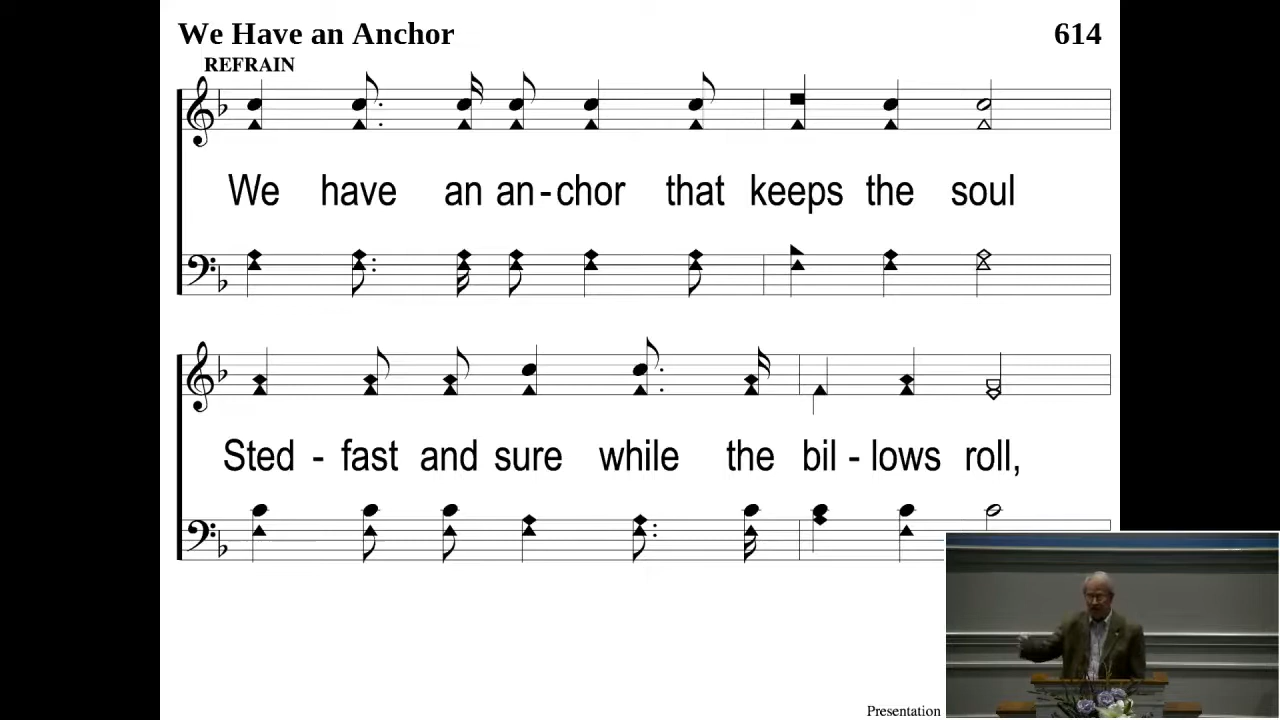 We Have an Anchor 614
REFRAIN
We have an an-chor that keeps the soul
Sted - fast and sure while the bil - lows roll,
Presentation